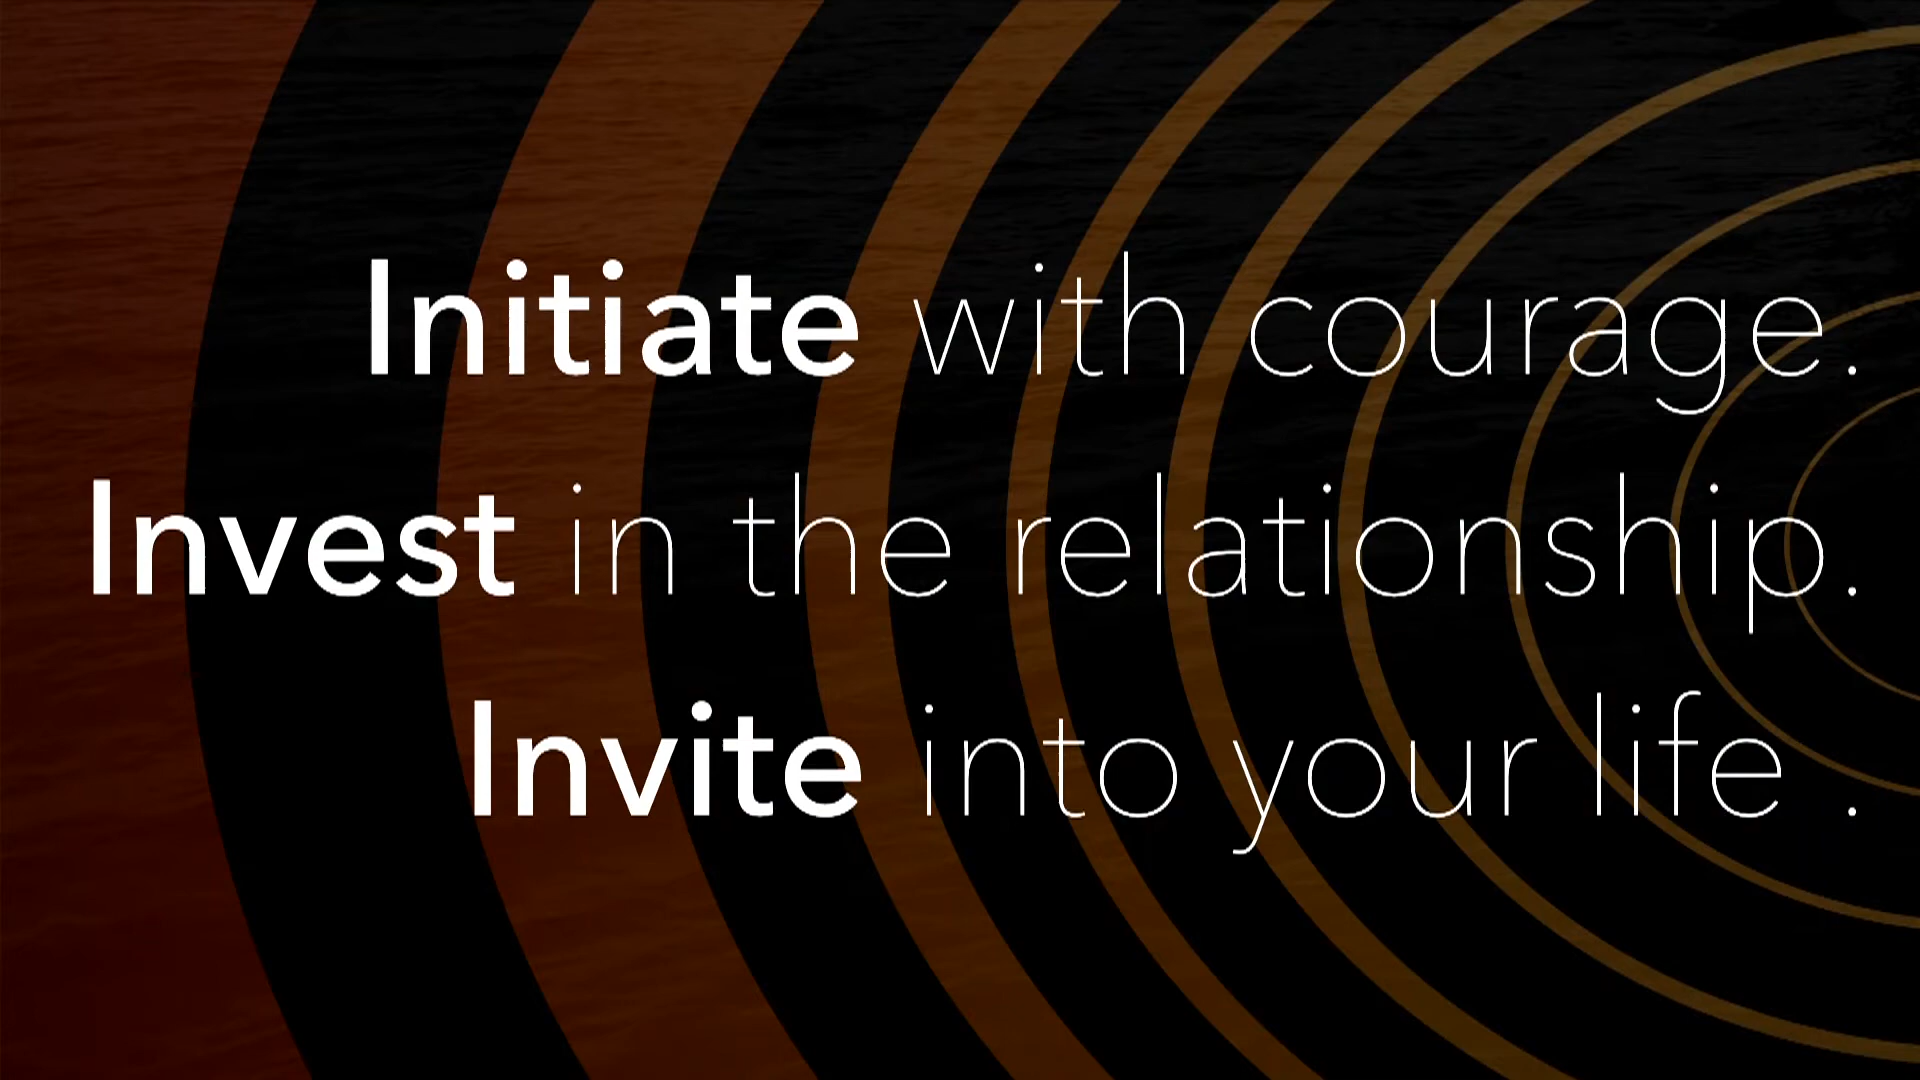 Initiate with courage.
Invest in the relationship.
Invite into your life .